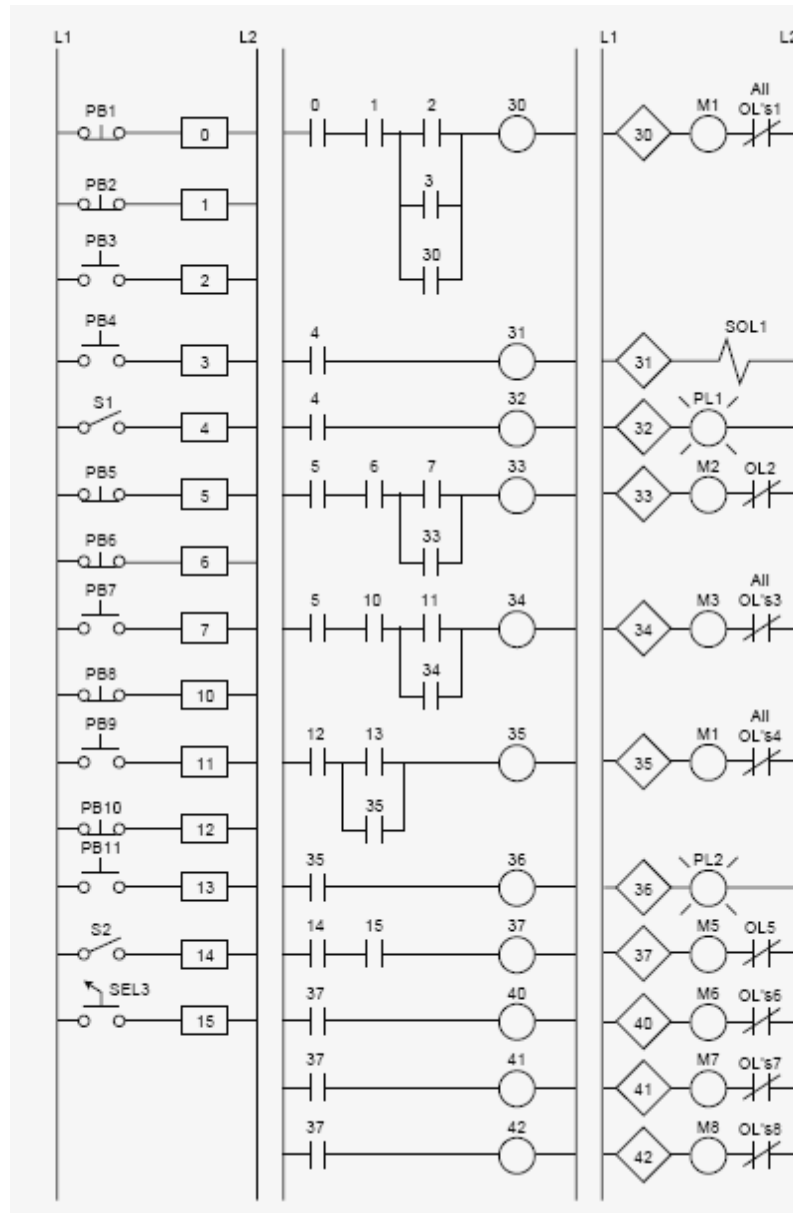 L1 L2 L1 L2
PB1 0 0 1 2 30 30 M1 All OL's1
PB2 1 3
PB3 2 30
PB4 3 4 31 31 SOL1
S1 4 4 32 32 PL1
PB5 5 5 6 7 33 33 M2 OL2
PB6 6 33
PB7 7 5 10 11 34 34 M3 All OL's3
PB8 10 34
PB9 11 12 13 35 35 M1 All OL's4
PB10 12 35
PB11 13 35 36 36 PL2
S2 14 14 15 37 37 M5 OL5
SEL3 15 37 40 40 M6 OL's6
37 41 41 M7 OL's7
37 42 42 M8 OL's8